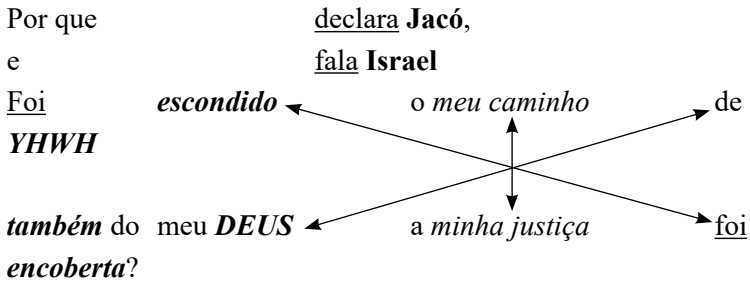 Por que declara Jacó,
e fala Israel
Foi escondido o meu caminho de
YHWH
também do meu DEUS a minha justiça foi
encoberta?